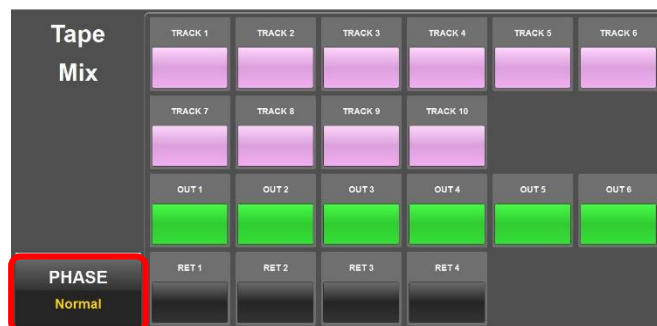 Tape
Mix
TRACK 1 TRACK 2 TRACK 3 TRACK 4 TRACK 5 TRACK 6
TRACK 7 TRACK 8 TRACK 9 TRACK 10
OUT 1 OUT 2 OUT 3 OUT 4 OUT 5 OUT 6
RET 1 RET 2 RET 3 RET 4
PHASE
Normal